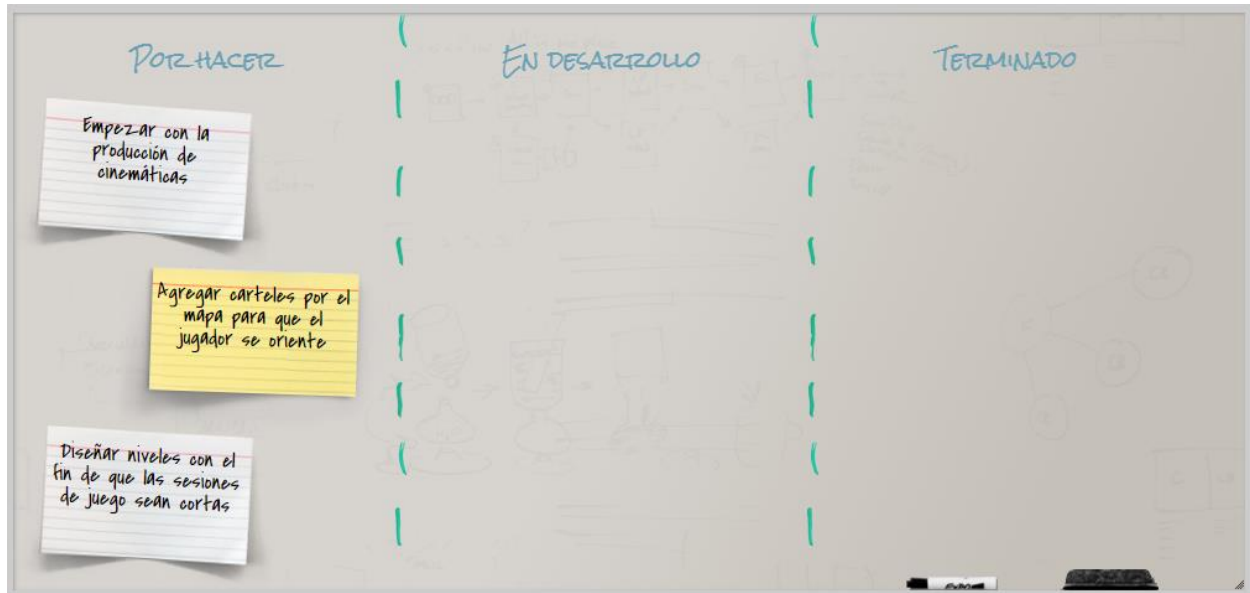 Por hacer
En desarrollo
Terminado
Empezar con la
producción de
cinemáticas
Agregar carteles por el
mapa para que el
jugador se oriente
Diseñar niveles con el
fin de que las sesiones
de juego sean cortas
EXPO